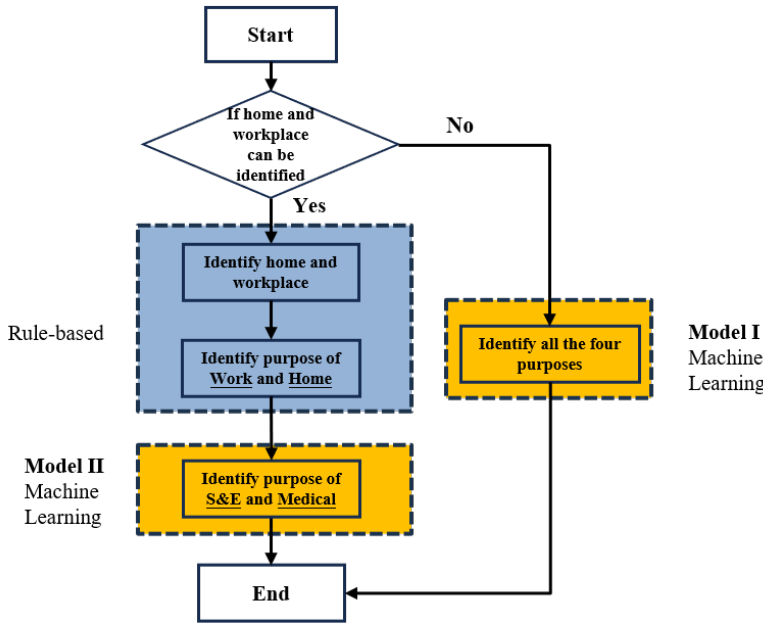 Start
If home and
workplace
can be
identified
No
Yes
Identify home and
workplace
Rule-based
Identify purpose of
Work and Home
Identify all the four
purposes
Model I
Machine
Learning
Model II
Machine
Learning
Identify purpose of
S&E and Medical
End